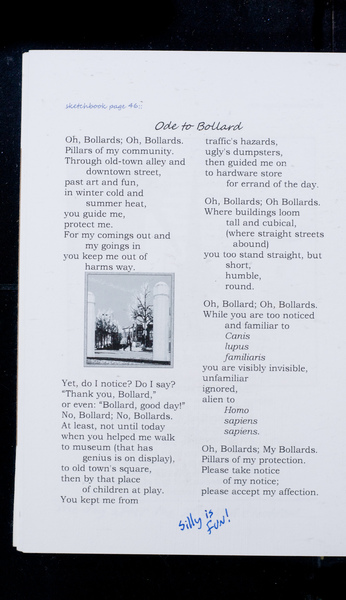 sketchbook page 46::
Ode to Bollard
Oh, Bollards; Oh, Bollards.
Pillars of my community.
Through old-town alley and
downtown street,
past art and fun,
in winter cold and
summer heat,
you guide me,
protect me.
For my comings out and
my goings in
you keep me out of
harms way.
Yet, do I notice? Do I say?
"Thank you, Bollard,"
or even: "Bollard, good day!"
No, Bollard; No, Bollards.
At least, not until today
when you helped me walk
to museum (that has
genius is on display),
to old town's square,
then by that place
of children at play.
You kept me from
traffic's hazards,
ugly's dumpsters,
then guided me on
to hardware store
for errand of the day.
Oh, Bollards; Oh Bollards.
Where buildings loom
tall and cubical,
(where straight streets
abound)
you too stand straight, but
short,
humble,
round.
Oh, Bollard; Oh, Bollards.
While you are too noticed
and familiar to
Canis
lupus
familiaris
you are visibly invisible,
unfamiliar
ignored,
alien to
Homo
sapiens
sapiens.
Oh, Bollards; My Bollards.
Pillars of my protection.
Please take notice
of my notice;
please accept my affection.
Silly is
FUN!